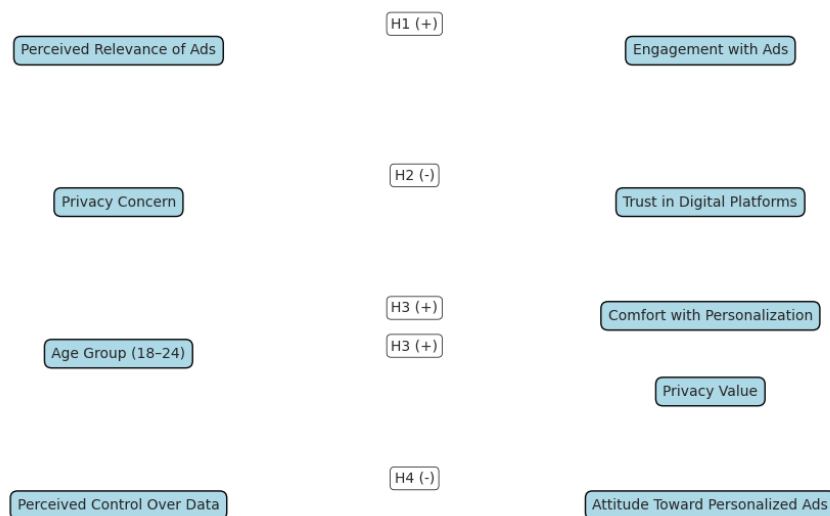 H1 (+)
Perceived Relevance of Ads
Engagement with Ads
H2 (-)
Privacy Concern
Trust in Digital Platforms
H3 (+)
Comfort with Personalization
H3 (+)
Age Group (18–24)
Privacy Value
H4 (-)
Perceived Control Over Data
Attitude Toward Personalized Ads